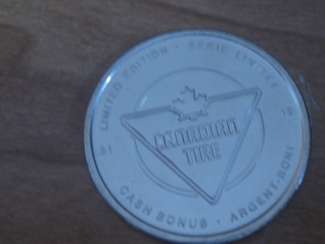 LIMITED EDITION - SERIE LIMITEE
CANADIAN
TIRE
CASH BONUS - ARGENT-BONI